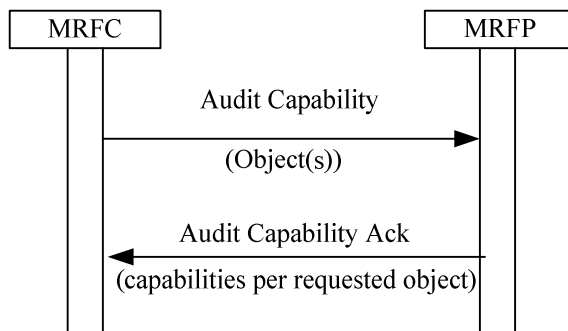 MRFC
MRFP
Audit Capability
(Object(s))
Audit Capability Ack
(capabilities per requested object)